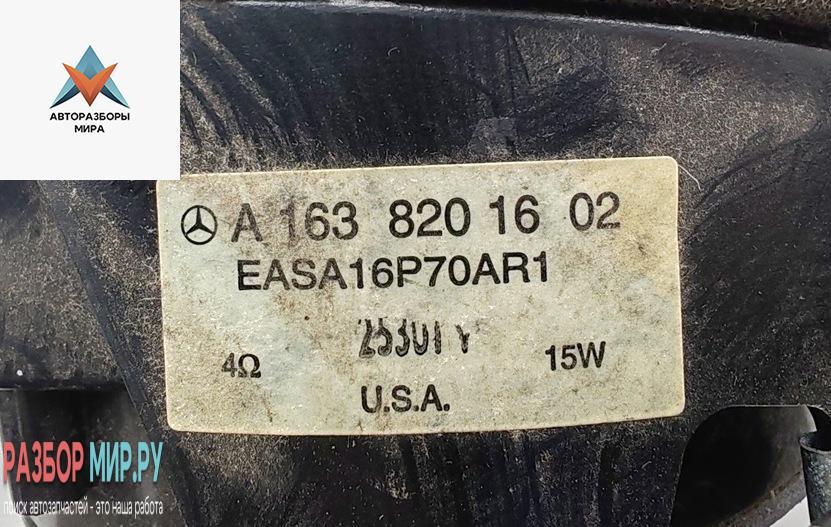 АВТОРАЗБОРЫ
МИРА
A 163 820 16 02
EASA16P70AR1
4Ω
15W
U.S.A.
РАЗБОР МИР.РУ
поиск автозапчастей - это наша работа